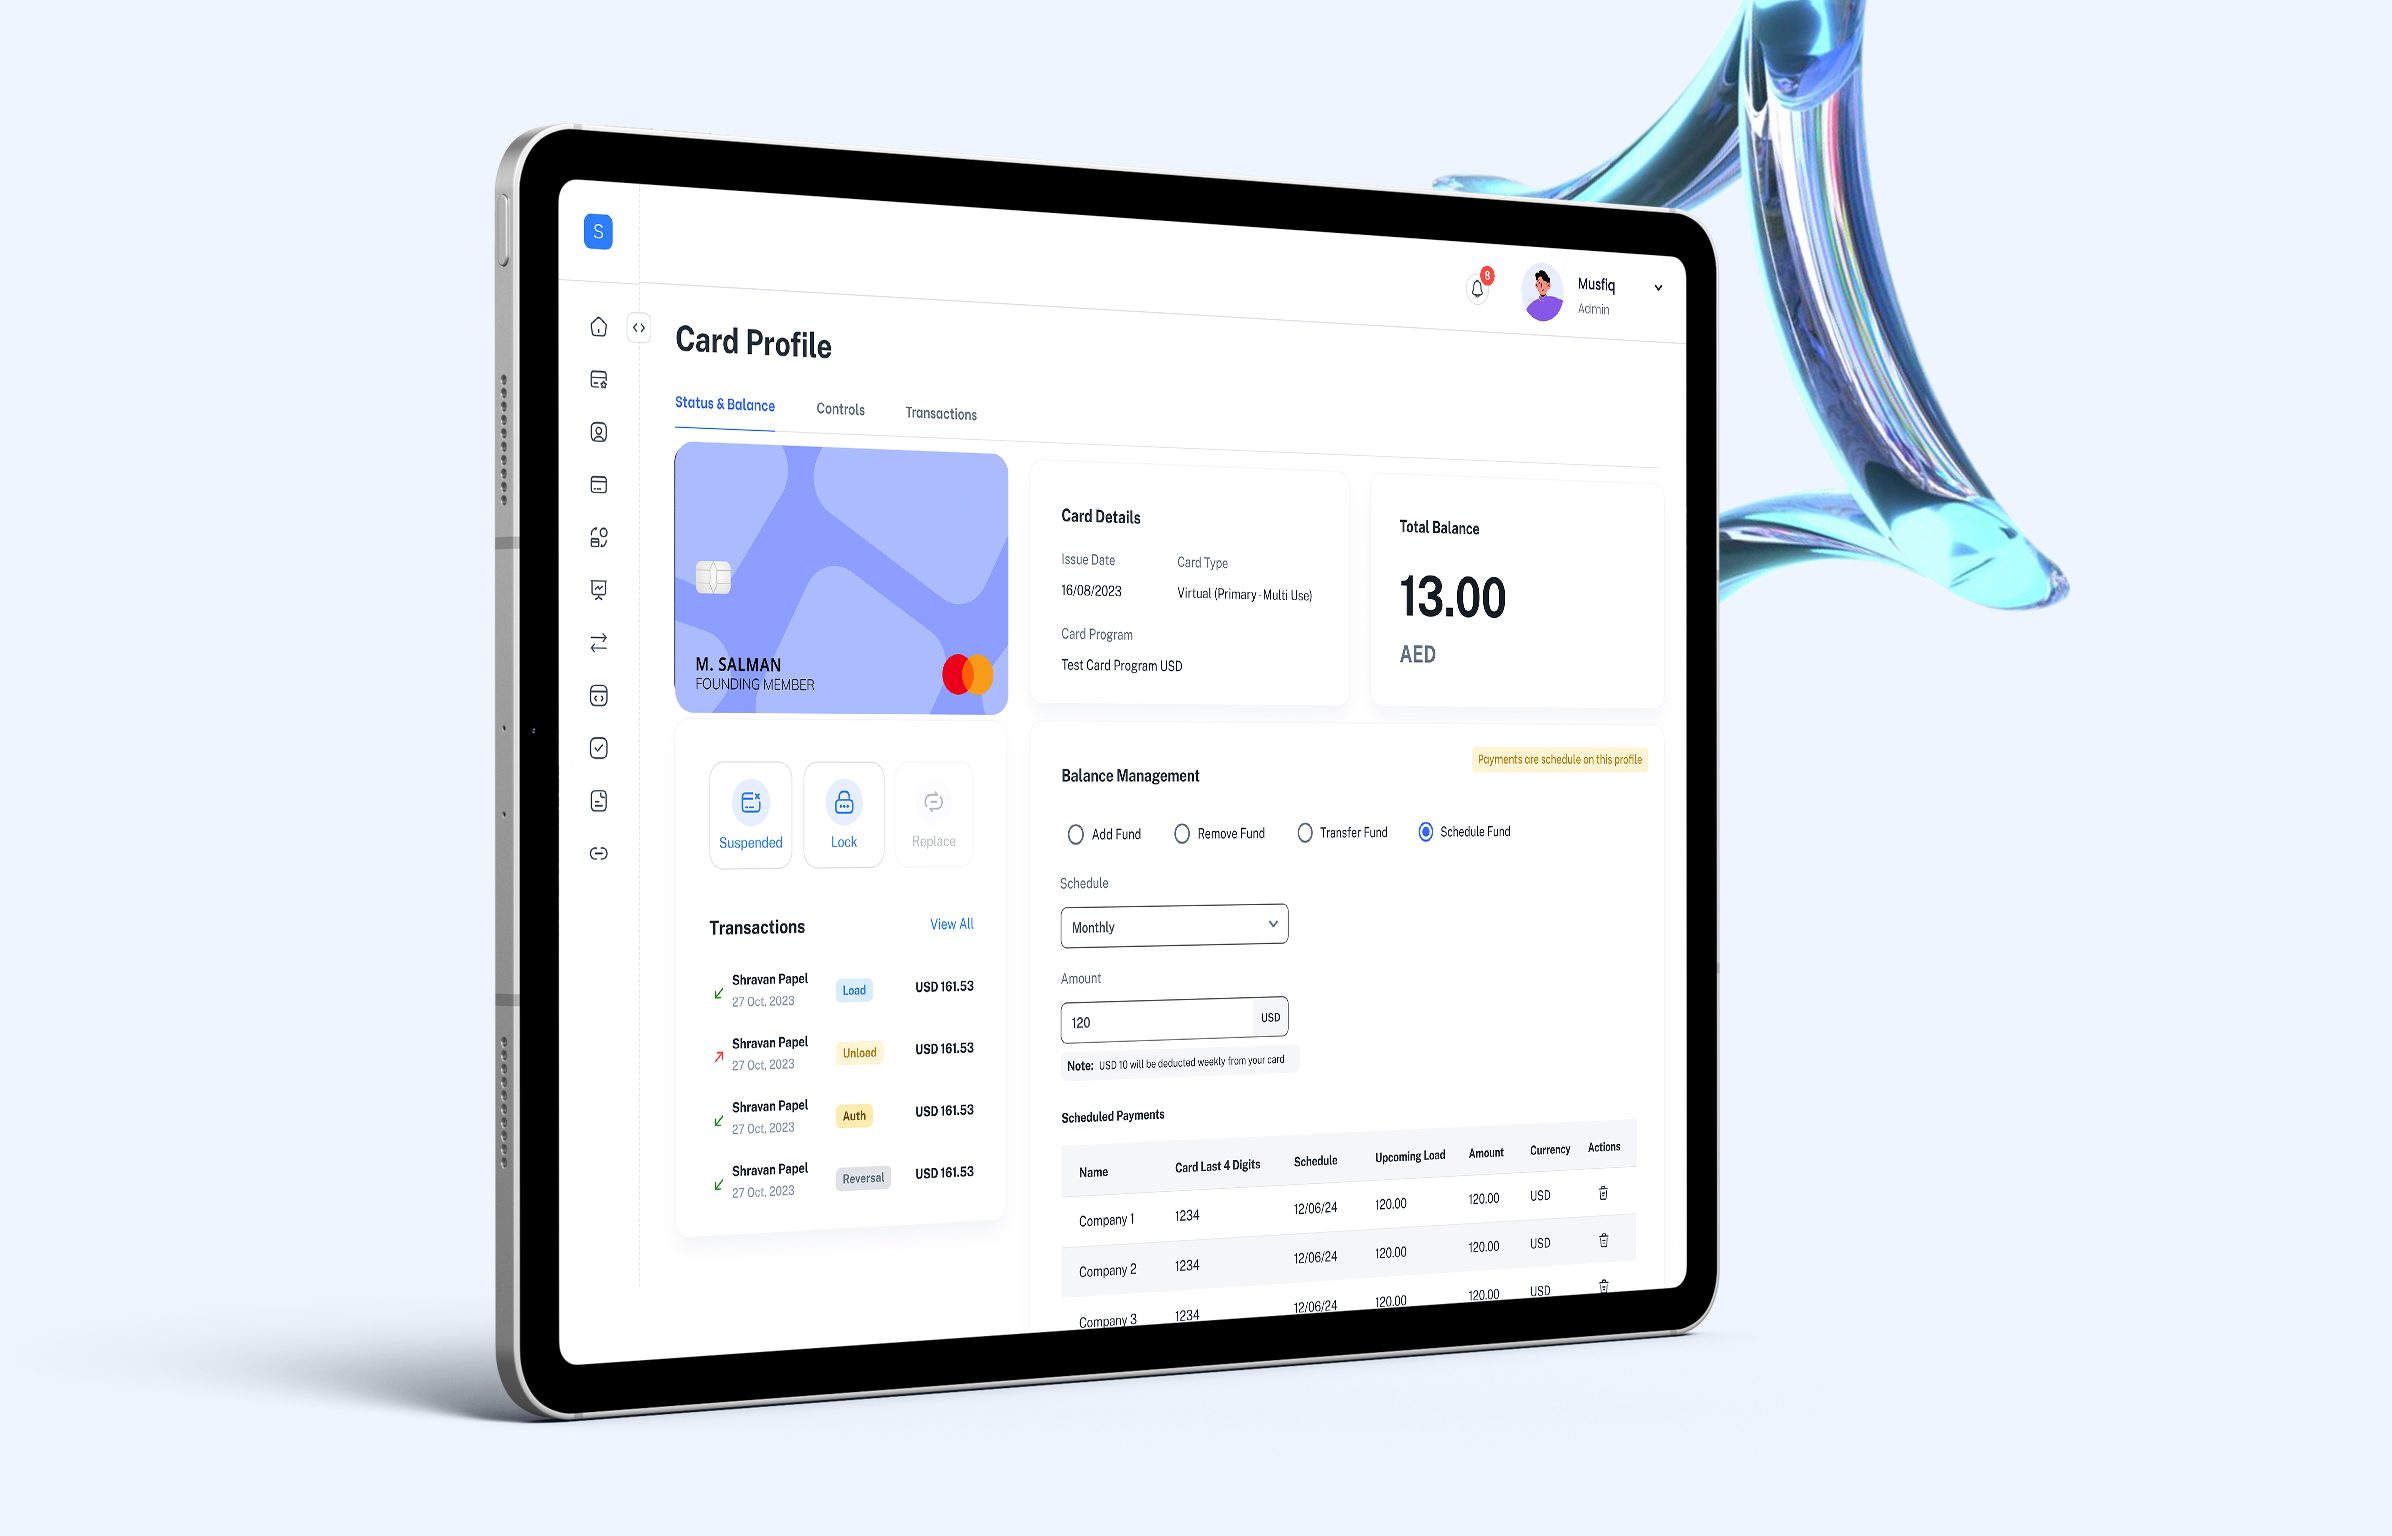 S
8
Musfiq
Admin
Card Profile
Status & Balance
Controls
Transactions
M. SALMAN
FOUNDING MEMBER
Card Details
Issue Date
Card Type
16/08/2023
Virtual (Primary - Multi Use)
Card Program
Test Card Program USD
Total Balance
13.00
AED
Suspended
Lock
Replace
Transactions
View All
Shravan Papel
27 Oct, 2023
Load
USD 161.53
Shravan Papel
27 Oct, 2023
Unload
USD 161.53
Shravan Papel
27 Oct, 2023
Auth
USD 161.53
Shravan Papel
27 Oct, 2023
Reversal
USD 161.53
Payments are schedule on this profile
Balance Management
Add Fund
Remove Fund
Transfer Fund
Schedule Fund
Schedule
Monthly
Amount
120
USD
Note: USD 10 will be deducted weekly from your card
Scheduled Payments
Name Card Last 4 Digits Schedule Upcoming Load Amount Currency Actions
Company 1 1234 12/06/24 120.00 120.00 USD
Company 2 1234 12/06/24 120.00 120.00 USD
Company 3 1234 12/06/24 120.00 120.00 USD